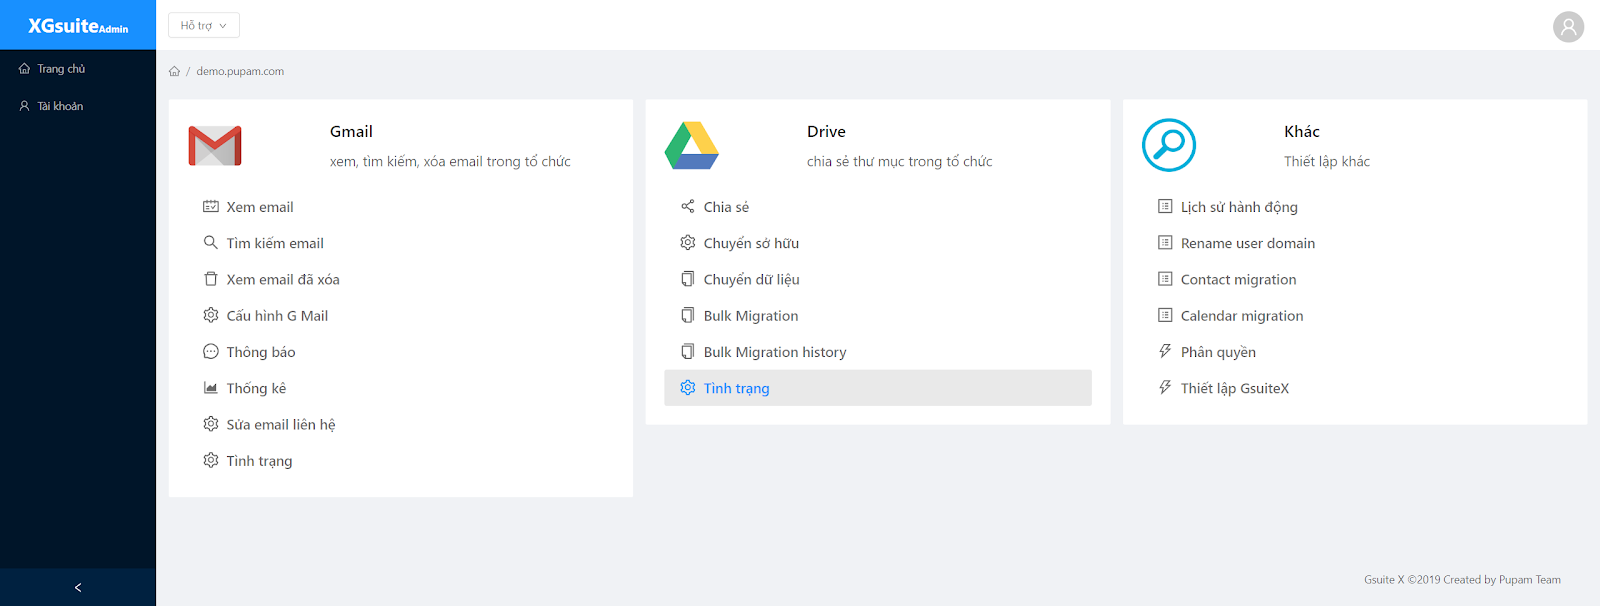 XGsuiteAdmin
Hỗ trợ
Trang chủ
Tài khoản
/ demo.pupam.com
Gmail
xem, tìm kiếm, xóa email trong tổ chức
Xem email
Tìm kiếm email
Xem email đã xóa
Cấu hình G Mail
Thông báo
Thống kê
Sửa email liên hệ
Tình trạng
Drive
chia sẻ thư mục trong tổ chức
Chia sẻ
Chuyển sở hữu
Chuyển dữ liệu
Bulk Migration
Bulk Migration history
Tình trạng
Khác
Thiết lập khác
Lịch sử hành động
Rename user domain
Contact migration
Calendar migration
Phân quyền
Thiết lập GsuiteX
Gsuite X ©2019 Created by Pupam Team